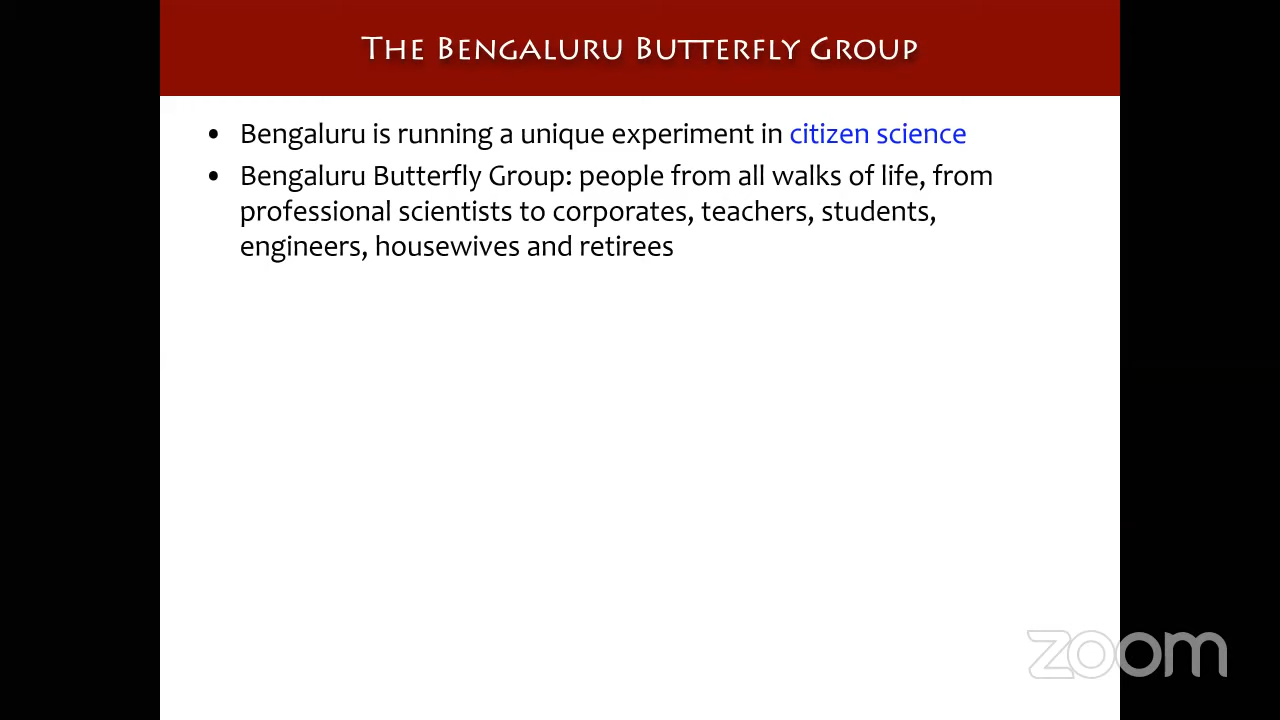 The Bengaluru Butterfly Group
• Bengaluru is running a unique experiment in citizen science
• Bengaluru Butterfly Group: people from all walks of life, from
professional scientists to corporates, teachers, students,
engineers, housewives and retirees
zoom